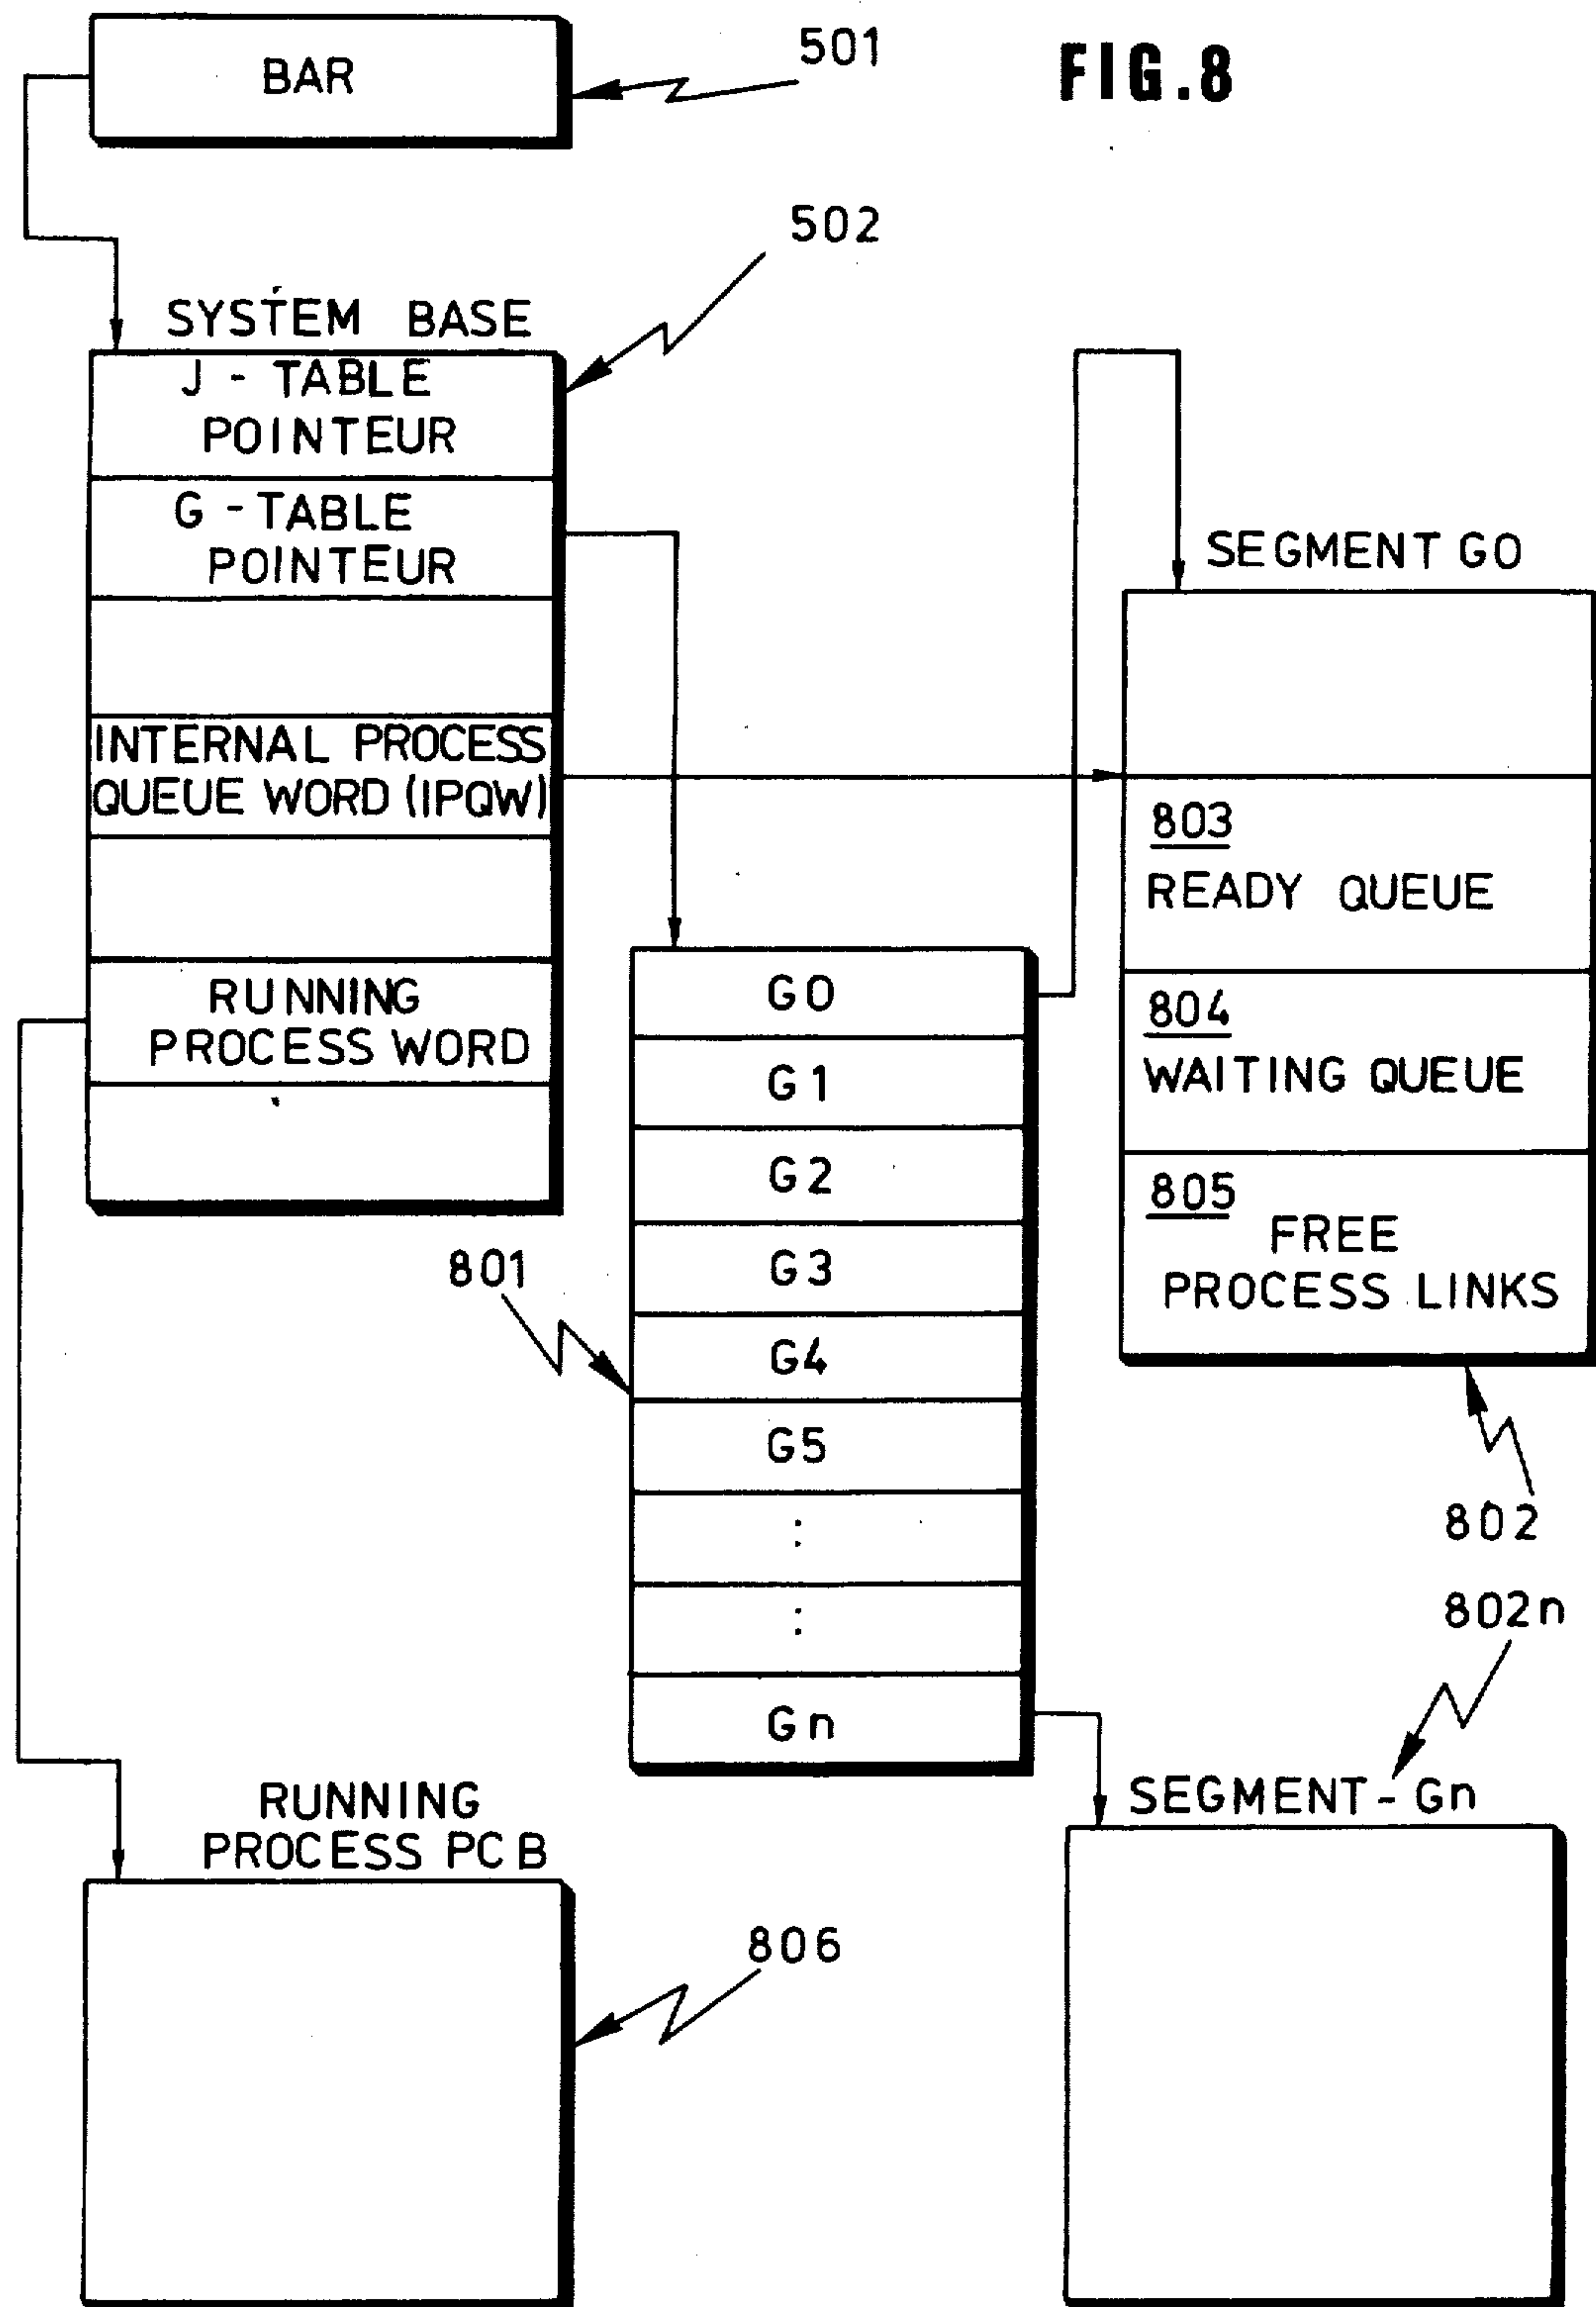 BAR
501
FIG.8
502
SYSTEM BASE
J - TABLE
POINTEUR
G - TABLE
POINTEUR
INTERNAL PROCESS
QUEUE WORD (IPQW)
RUNNING
PROCESS WORD
SEGMENT G0
803
READY QUEUE
804
WAITING QUEUE
805
FREE
PROCESS LINKS
802
G0
G1
G2
G3
G4
G5
:
:
Gn
801
802n
SEGMENT - Gn
RUNNING
PROCESS PCB
806